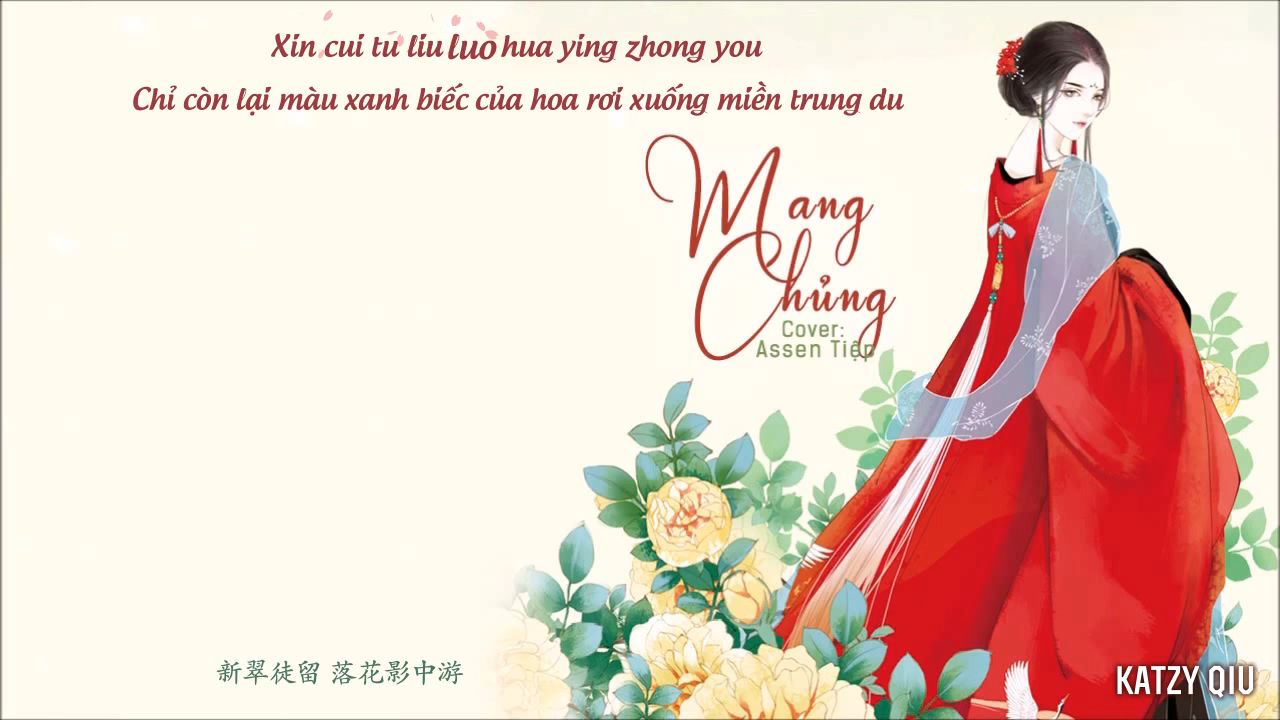 Xin cui tu liu luo hua ying zhong you
Chỉ còn lại màu xanh biếc của hoa rơi xuống miền trung du
Mang
Chủng
Cover:
Assen Tiệp
新翠徒留 落花影中游
KATZY QIU